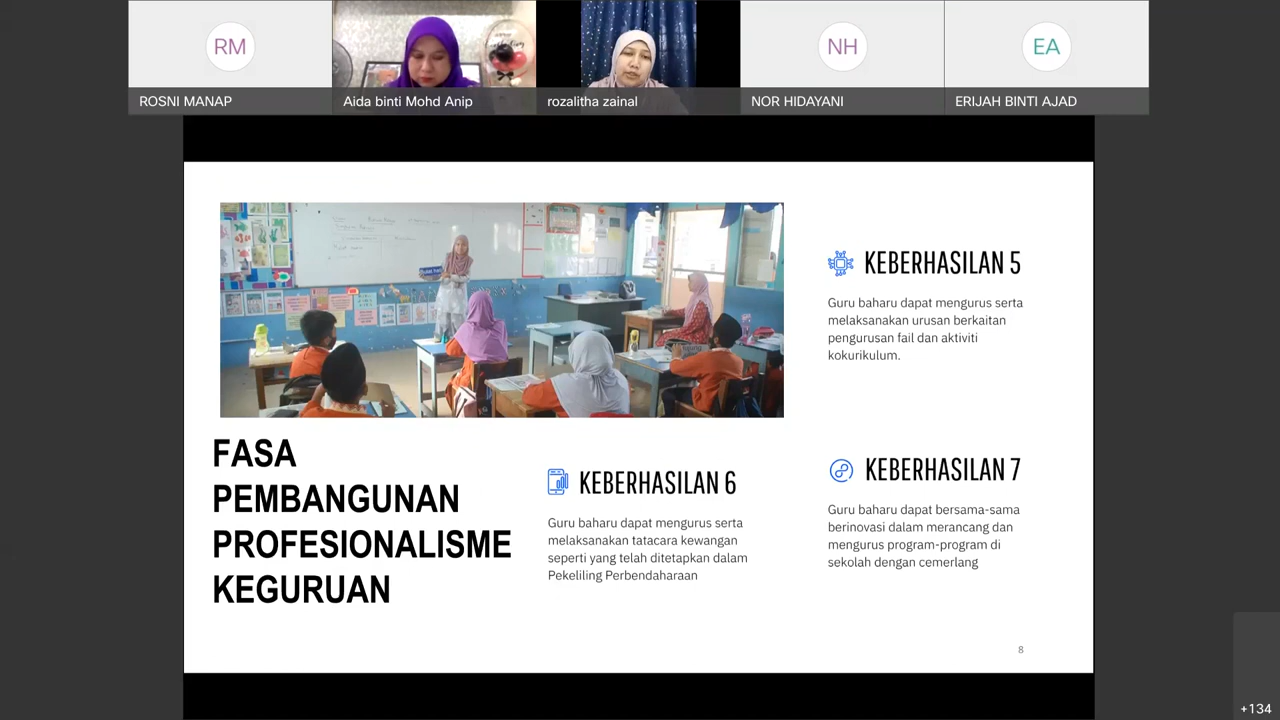 RM
NH
EA
ROSNI MANAP
Aida binti Mohd Anip
rozalitha zainal
NOR HIDAYANI
ERIJAH BINTI AJAD
KEBERHASILAN 5
Guru baharu dapat mengurus serta
melaksanakan urusan berkaitan
pengurusan fail dan aktiviti
kokurikulum.
FASA
PEMBANGUNAN
PROFESIONALISME
KEGURUAN
KEBERHASILAN 6
Guru baharu dapat mengurus serta
melaksanakan tatacara kewangan
seperti yang telah ditetapkan dalam
Pekeliling Perbendaharaan
KEBERHASILAN 7
Guru baharu dapat bersama-sama
berinovasi dalam merancang dan
mengurus program-program di
sekolah dengan cemerlang
8
+134